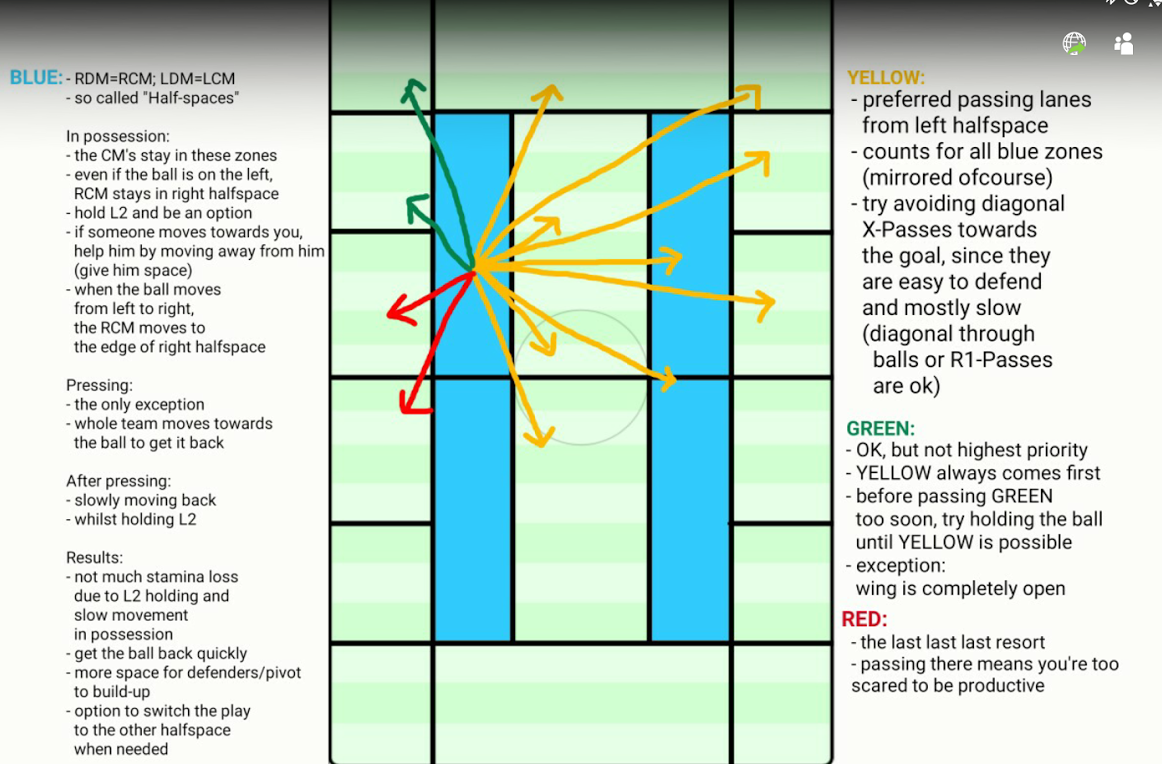 BLUE: - RDM=RCM; LDM=LCM
- so called "Half-spaces"
In possession:
- the CM's stay in these zones
- even if the ball is on the left,
RCM stays in right halfspace
- hold L2 and be an option
- if someone moves towards you,
help him by moving away from him
(give him space)
- when the ball moves
from left to right,
the RCM moves to
the edge of right halfspace
Pressing:
- the only exception
- whole team moves towards
the ball to get it back
After pressing:
- slowly moving back
- whilst holding L2
Results:
- not much stamina loss
due to L2 holding and
slow movement
in possession
- get the ball back quickly
- more space for defenders/pivot
to build-up
- option to switch the play
to the other halfspace
when needed
YELLOW:
- preferred passing lanes
from left halfspace
- counts for all blue zones
(mirrored ofcourse)
- try avoiding diagonal
X-Passes towards
the goal, since they
are easy to defend
and mostly slow
(diagonal through
balls or R1-Passes
are ok)
GREEN:
- OK, but not highest priority
- YELLOW always comes first
- before passing GREEN
too soon, try holding the ball
until YELLOW is possible
- exception:
wing is completely open
RED:
- the last last last resort
- passing there means you're too
scared to be productive